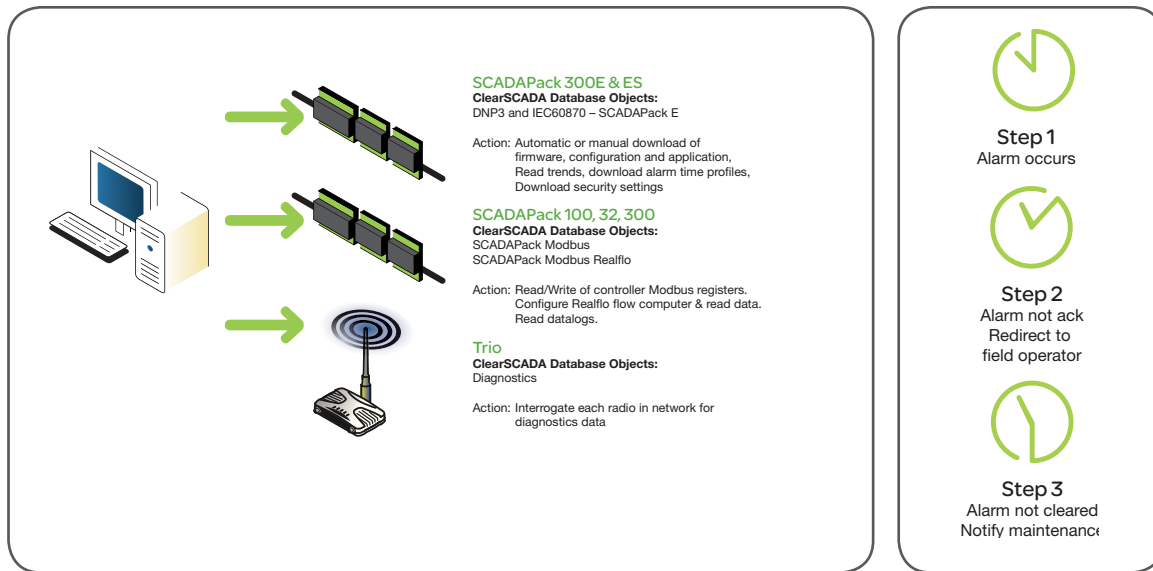 SCADAPack 300E & ES
ClearSCADA Database Objects:
DNP3 and IEC60870 – SCADAPack E
Action: Automatic or manual download of
firmware, configuration and application,
Read trends, download alarm time profiles,
Download security settings
SCADAPack 100, 32, 300
ClearSCADA Database Objects:
SCADAPack Modbus
SCADAPack Modbus Realflo
Action: Read/Write of controller Modbus registers.
Configure Realflo flow computer & read data.
Read datalogs.
Trio
ClearSCADA Database Objects:
Diagnostics
Action: Interrogate each radio in network for
diagnostics data
Step 1
Alarm occurs
Step 2
Alarm not ack
Redirect to
field operator
Step 3
Alarm not cleared
Notify maintenance